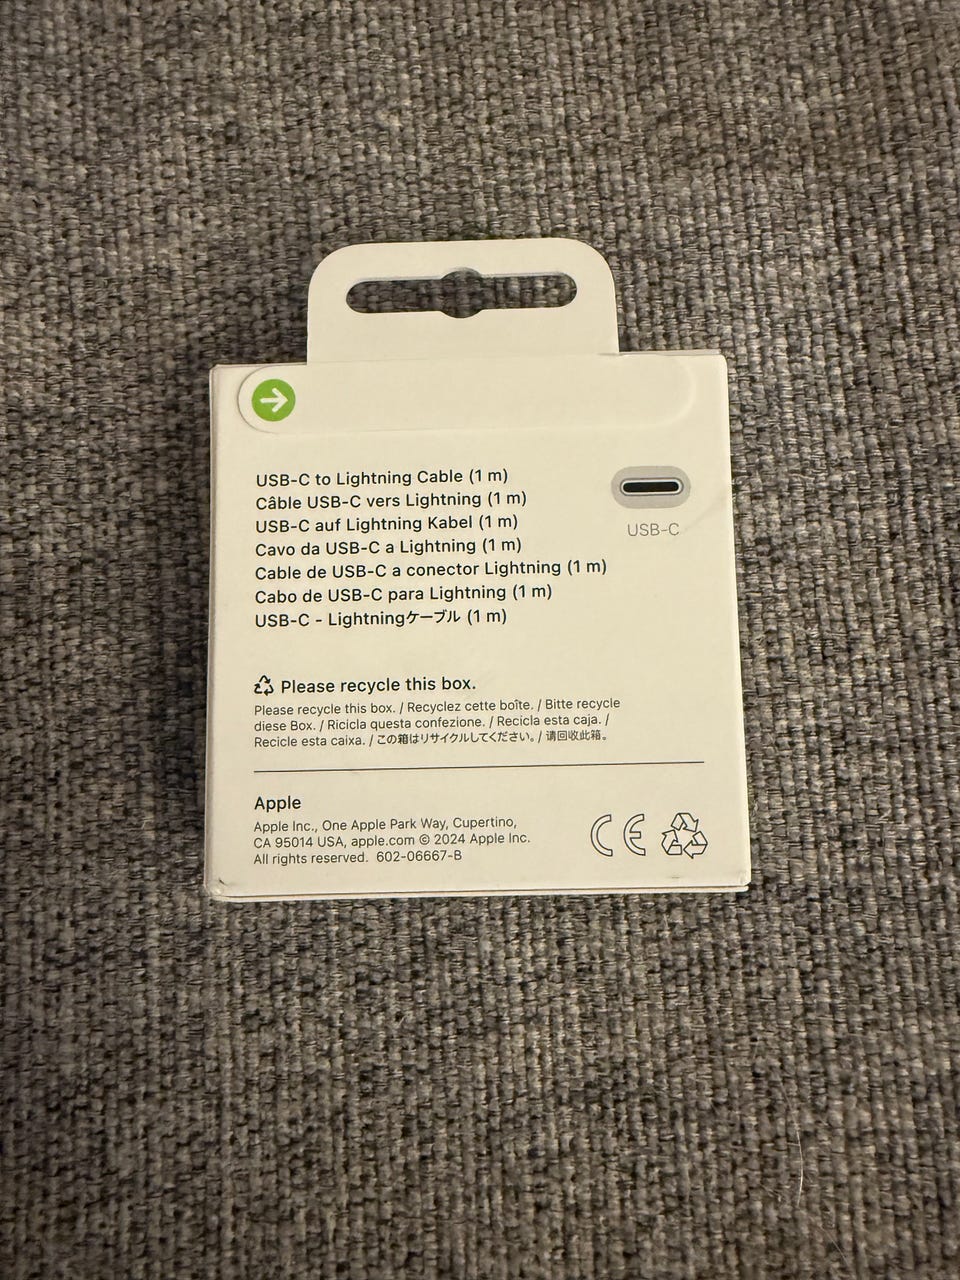 USB-C to Lightning Cable (1 m)
Câble USB-C vers Lightning (1 m)
USB-C auf Lightning Kabel (1 m)
Cavo da USB-C a Lightning (1 m)
Cable de USB-C a conector Lightning (1 m)
Cabo de USB-C para Lightning (1 m)
USB-C - Lightningケーブル (1 m)
USB-C
Please recycle this box.
Please recycle this box. / Recyclez cette boîte. / Bitte recycle
diese Box. / Ricicla questa confezione. / Recicla esta caja. /
Recicle esta caixa. / この箱はリサイクルしてください。/ 请回收此箱。
Apple
Apple Inc., One Apple Park Way, Cupertino,
CA 95014 USA, apple.com © 2024 Apple Inc.
All rights reserved. 602-06667-B
CE